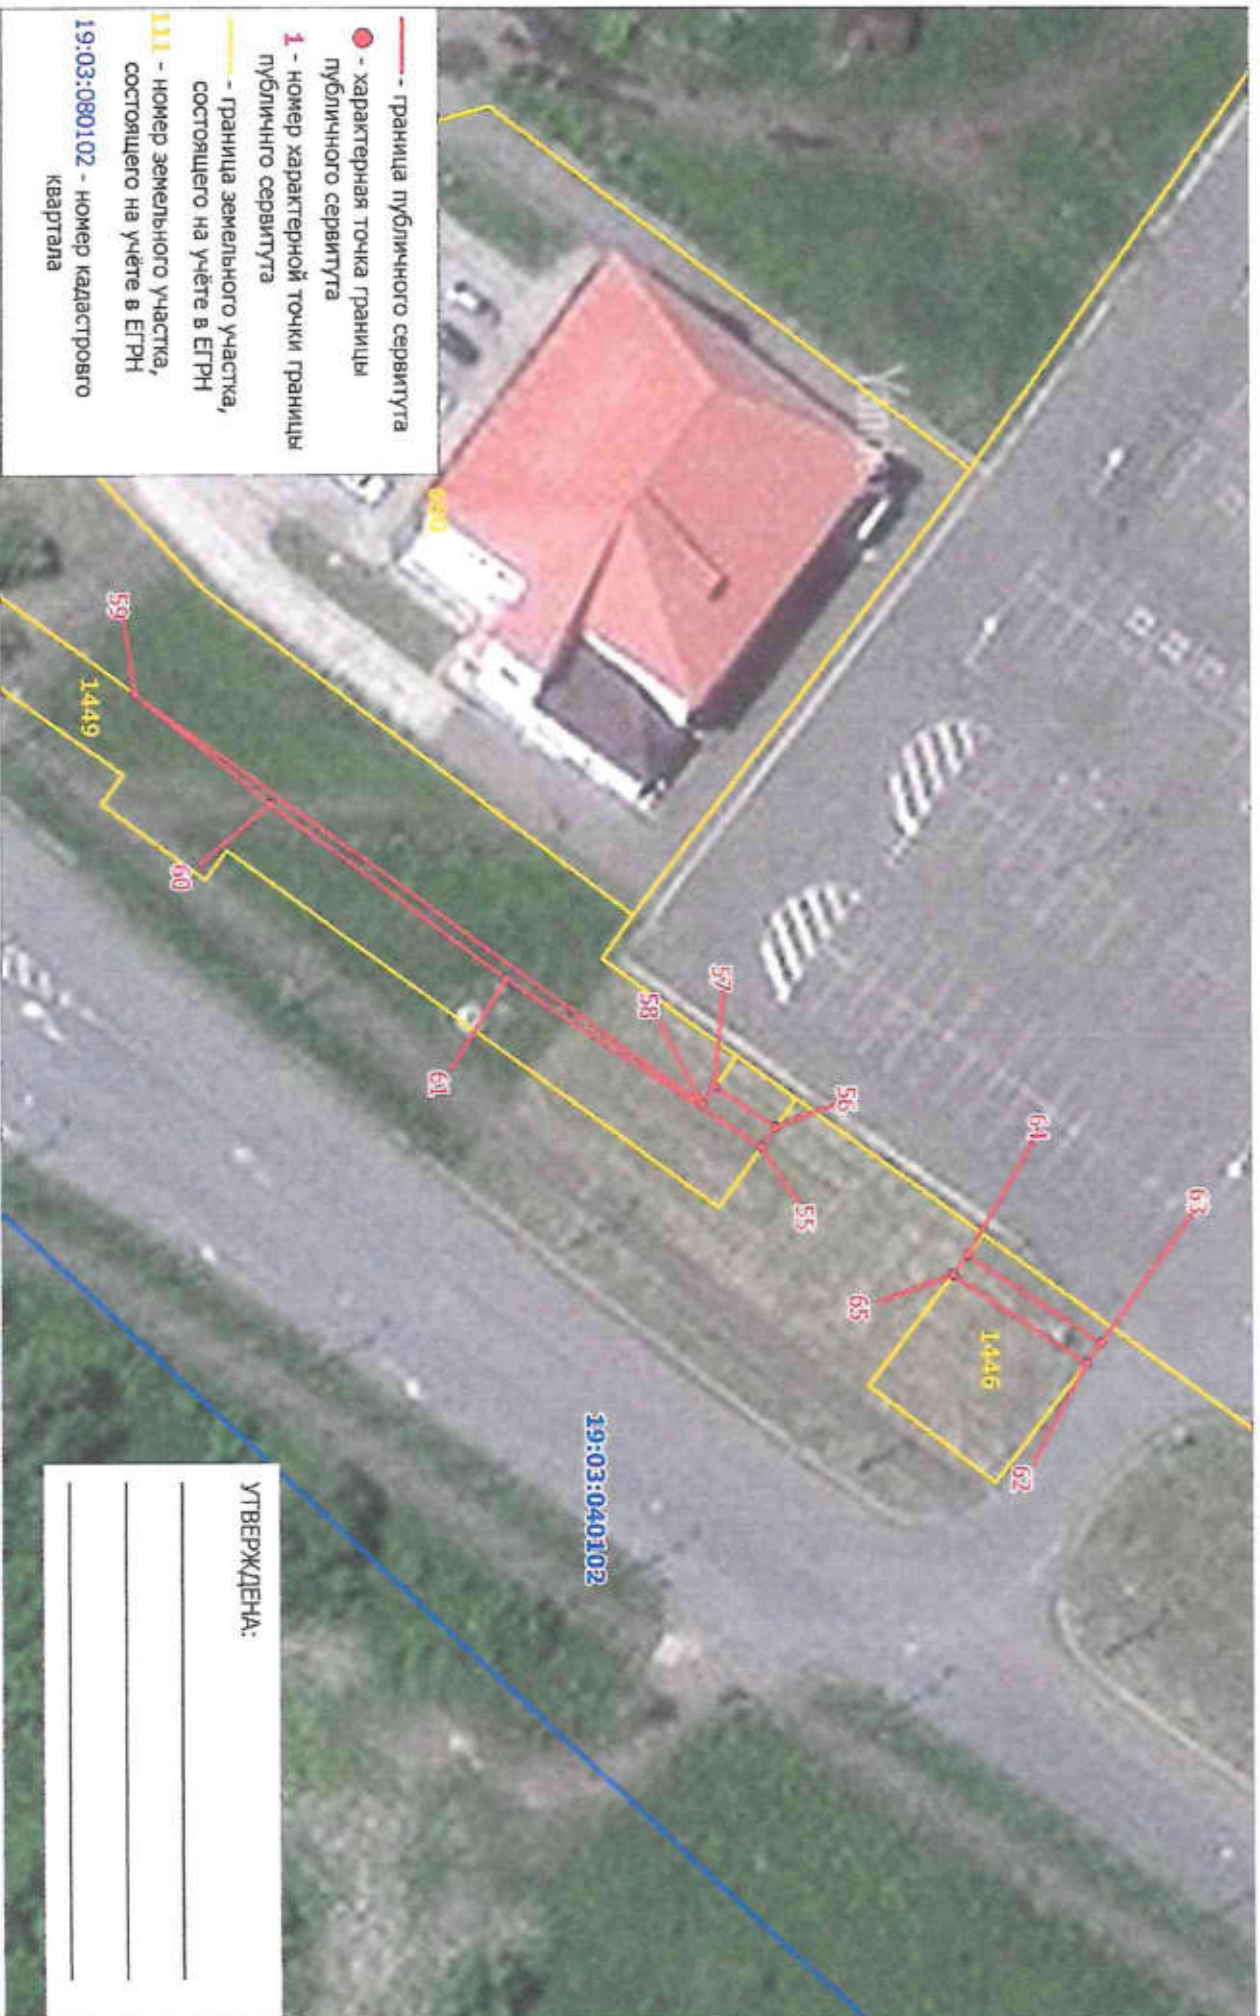 - граница публичного сервитута
- характерная точка границы
публичного сервитута
1 - номер характерной точки границы
публичнго сервитута
- граница земельного участка,
состоящего на учёте в ЕГРН
111 - номер земельного участка,
состоящего на учёте в ЕГРН
19:03:080102 - номер кадастрового
квартала
63
64
62
1446
65
56
55
57
58
61
60
59
1449
19:03:040102
УТВЕРЖДЕНА: